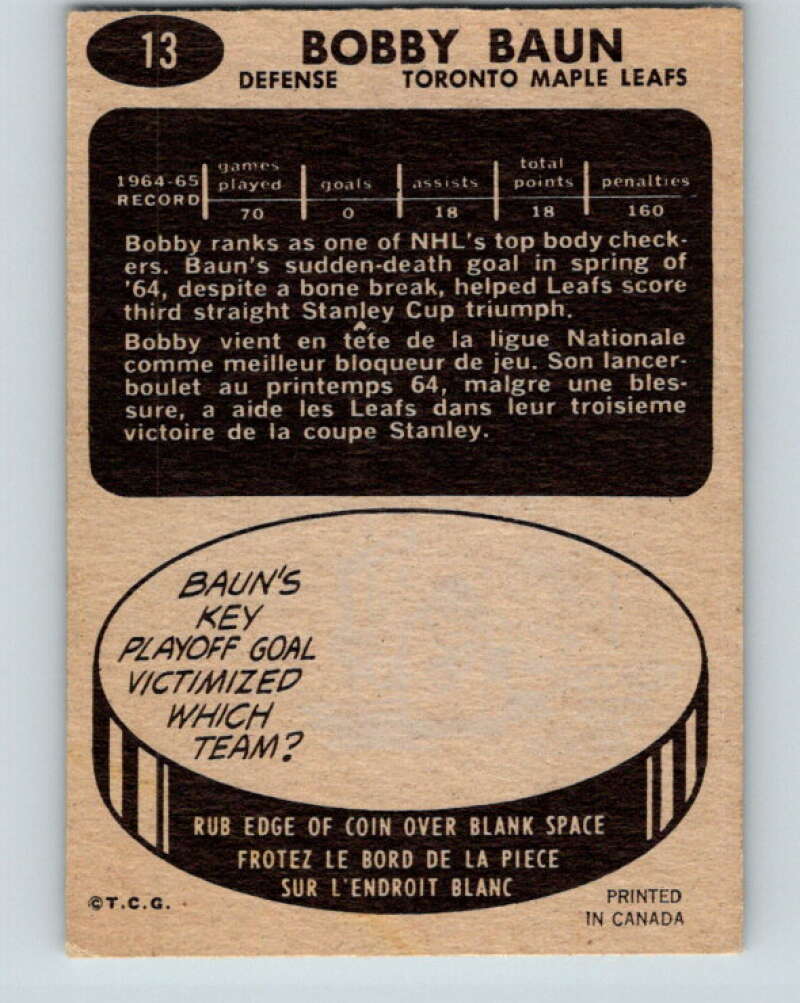 13
BOBBY BAUN
DEFENSE TORONTO MAPLE LEAFS
1964-65 RECORD games played goals assists total points penalties
70 0 18 18 160
Bobby ranks as one of NHL's top body check-
ers. Baun's sudden-death goal in spring of
'64, despite a bone break, helped Leafs score
third straight Stanley Cup triumph.
Bobby vient en tête de la ligue Nationale
comme meilleur bloqueur de jeu. Son lancer-
boulet au printemps 64, malgre une bles-
sure, a aide les Leafs dans leur troisieme
victoire de la coupe Stanley.
BAUN'S
KEY
PLAYOFF GOAL
VICTIMIZED
WHICH
TEAM?
RUB EDGE OF COIN OVER BLANK SPACE
FROTEZ LE BORD DE LA PIECE
SUR L'ENDROIT BLANC
©T.C.G.
PRINTED
IN CANADA